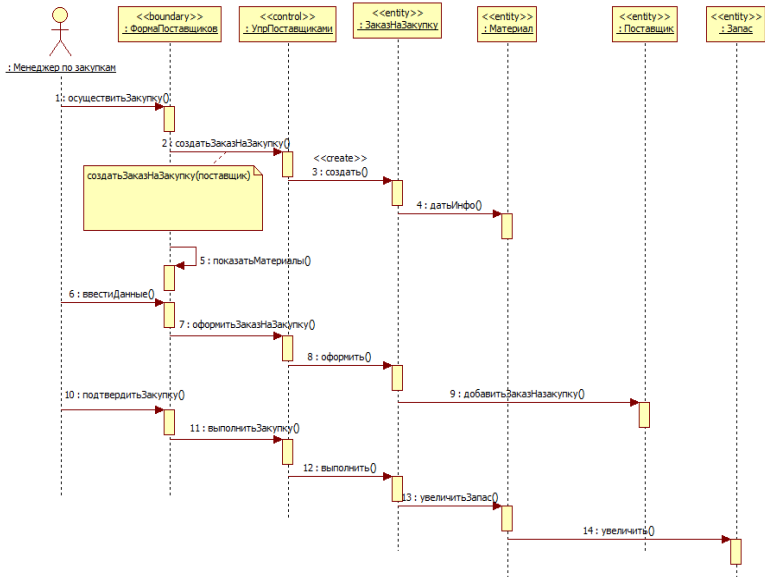 <<boundary>>
: ФормаПоставщиков
<<control>>
: УпрПоставщиками
<<entity>>
: ЗаказНаЗакупку
<<entity>>
: Материал
<<entity>>
: Поставщик
<<entity>>
: Запас
: Менеджер по закупкам
1 : осуществитьЗакупку()
2 : создатьЗаказНаЗакупку()
<<create>>
3 : создать()
создатьЗаказНаЗакупку(поставщик)
4 : датьИнфо()
5 : показатьМатериалы()
6 : ввестиДанные()
7 : оформитьЗаказНаЗакупку()
8 : оформить()
9 : добавитьЗаказНазакупку()
10 : подтвердитьЗакупку()
11 : выполнитьЗакупку()
12 : выполнить()
13 : увеличитьЗапас()
14 : увеличить()